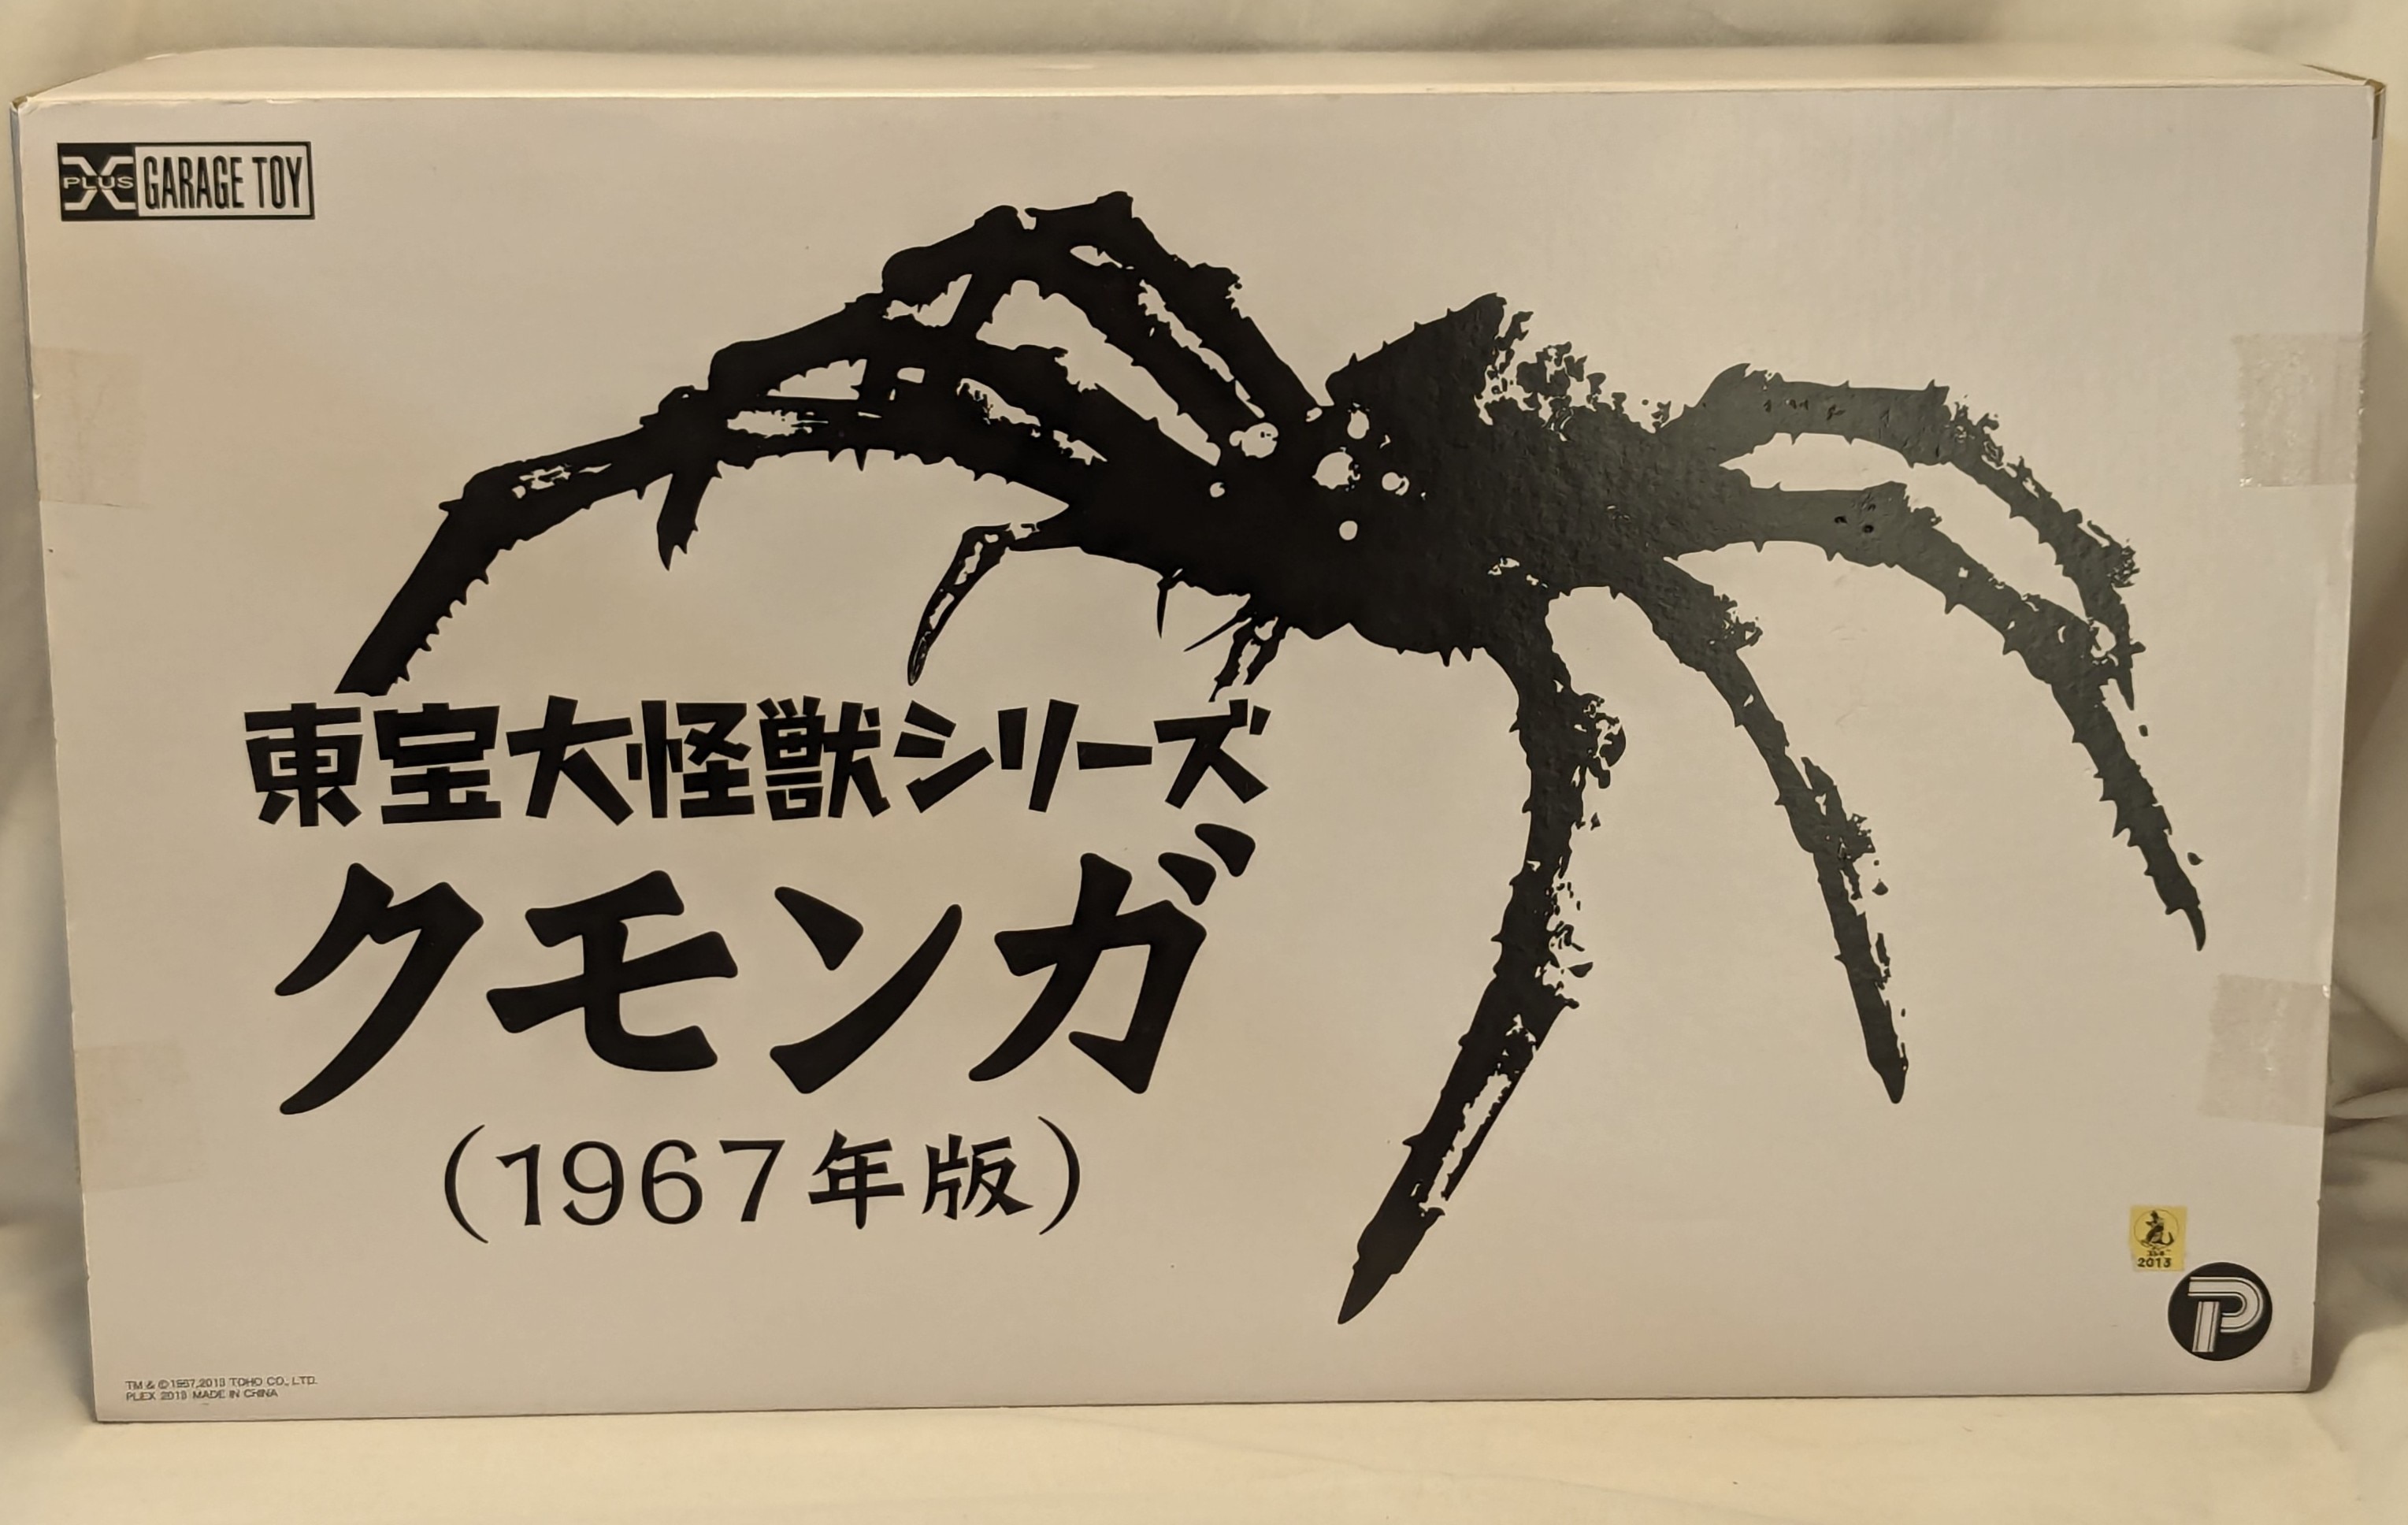 X PLUS GARAGE TOY
東宝大怪獣シリーズ
クモンガ
(1967年版)
2013
P
TM & ©1967,2013 TOHO CO., LTD.
PLEX 2013 MADE IN CHINA